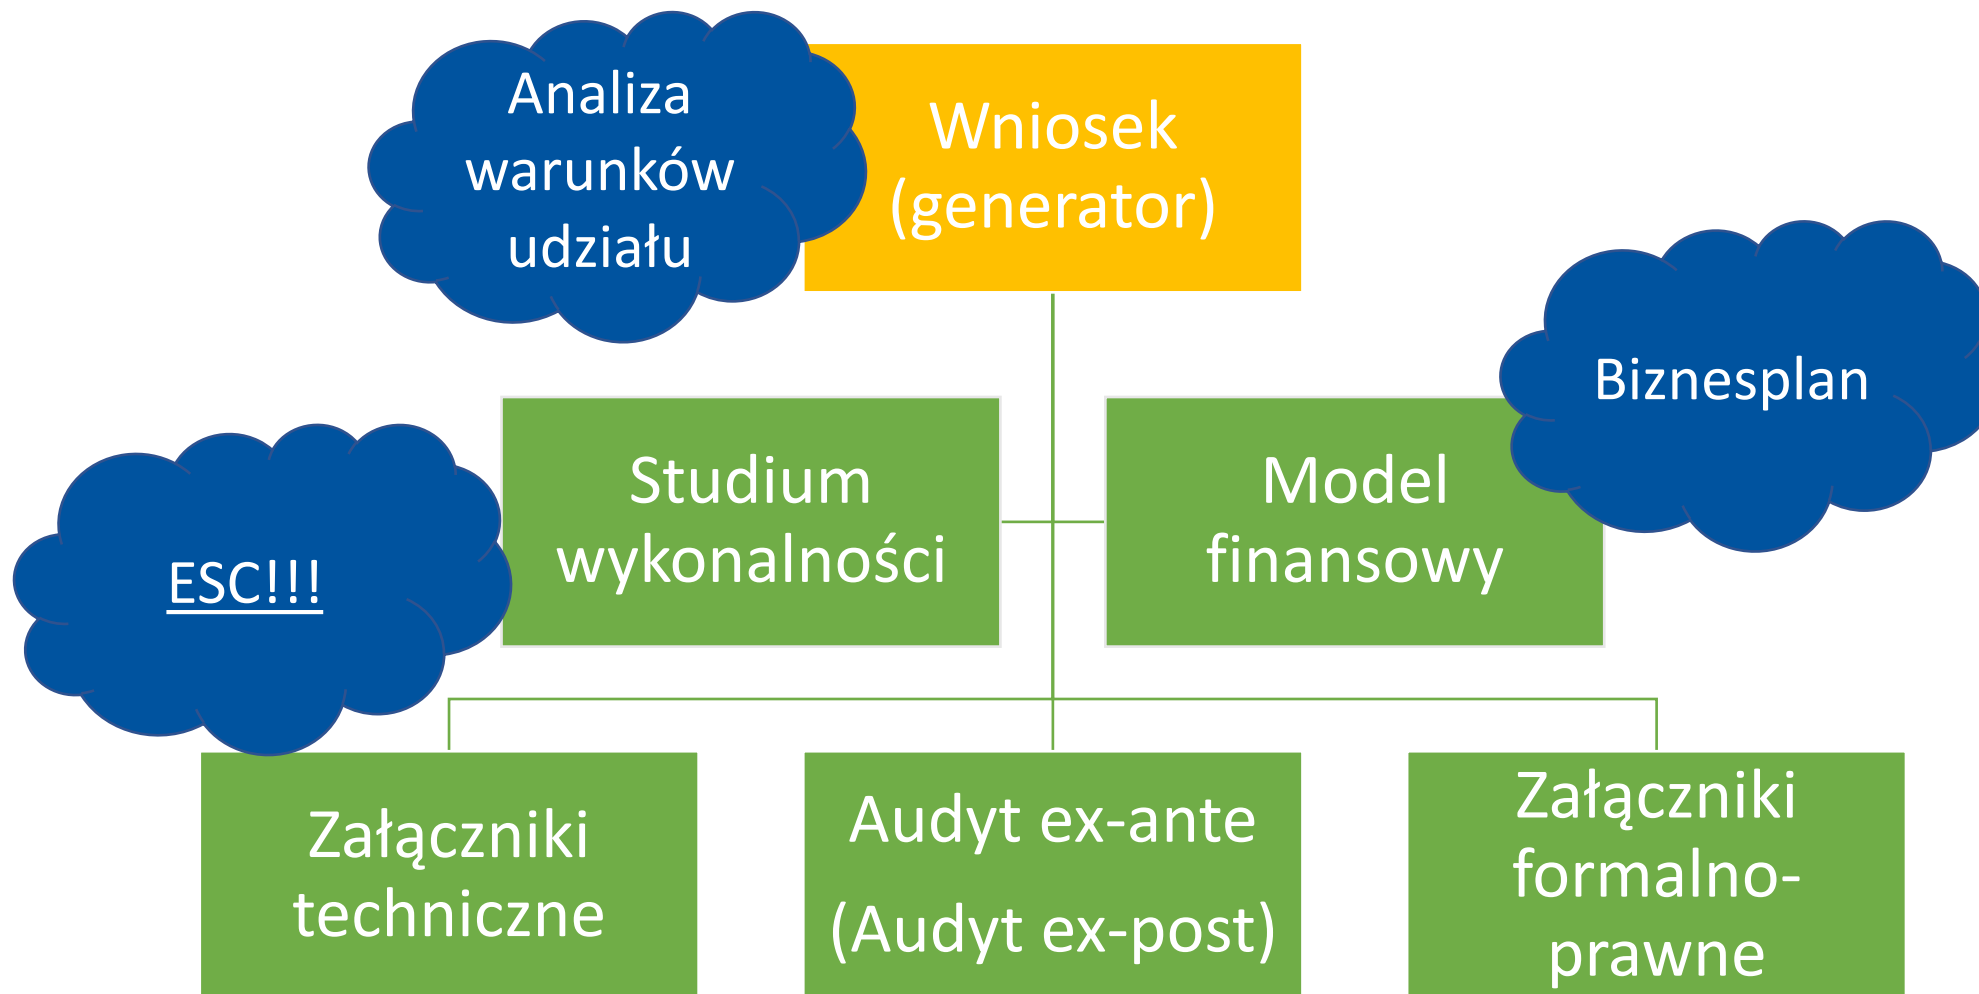 Analiza
warunków
udziału
Wniosek
(generator)
Biznesplan
Studium
wykonalności
Model
finansowy
ESC!!!
Załączniki
techniczne
Audyt ex-ante
(Audyt ex-post)
Załączniki
formalno-
prawne